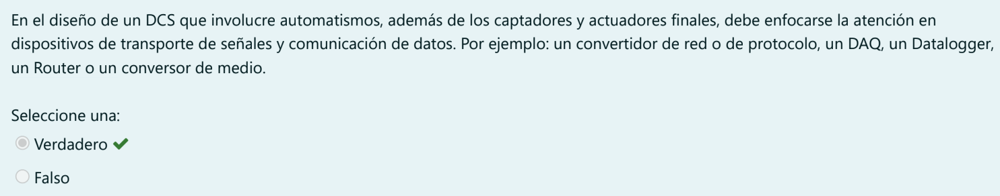 En el diseño de un DCS que involucre automatismos, además de los captadores y actuadores finales, debe enfocarse la atención en
dispositivos de transporte de señales y comunicación de datos. Por ejemplo: un convertidor de red o de protocolo, un DAQ, un Datalogger,
un Router o un conversor de medio.
Seleccione una:
Verdadero
Falso